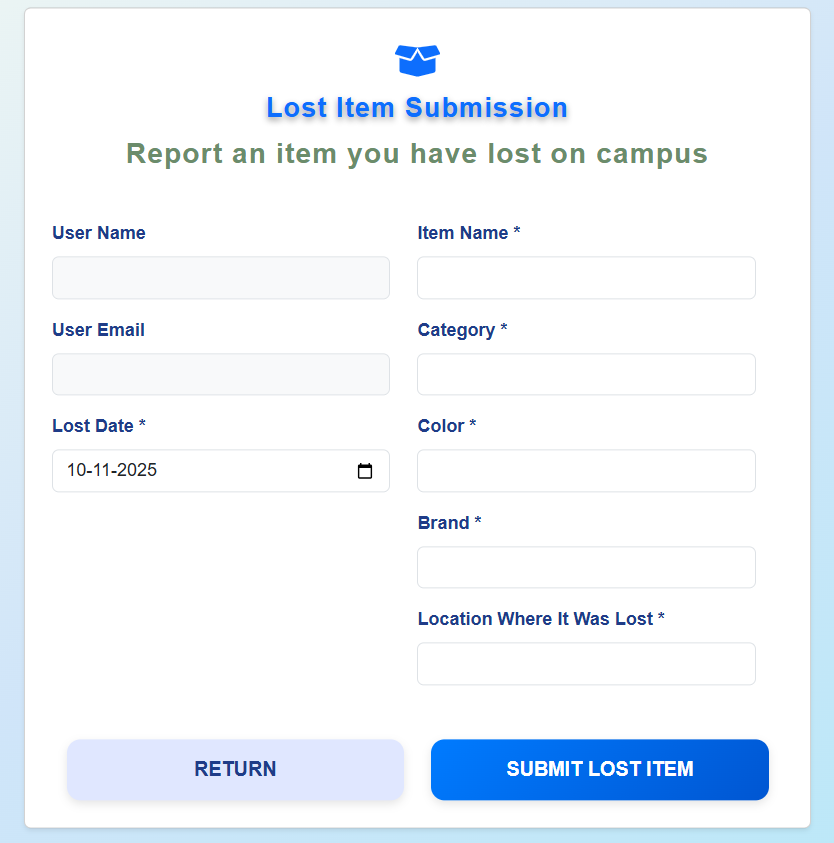 Lost Item Submission
Report an item you have lost on campus
User Name
Item Name *
User Email
Category *
Lost Date *
Color *
10-11-2025
Brand *
Location Where It Was Lost *
RETURN
SUBMIT LOST ITEM